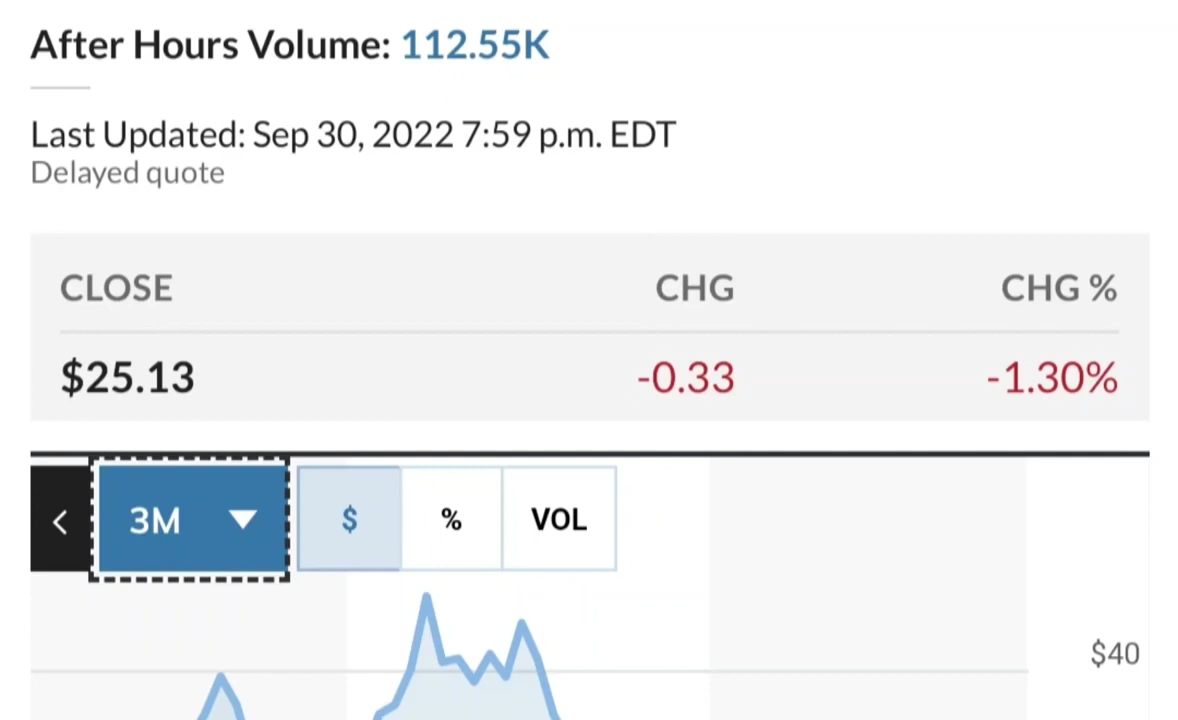 After Hours Volume: 112.55K
Last Updated: Sep 30, 2022 7:59 p.m. EDT
Delayed quote
CLOSE CHG CHG %
$25.13 -0.33 -1.30%
3M $ % VOL
$40